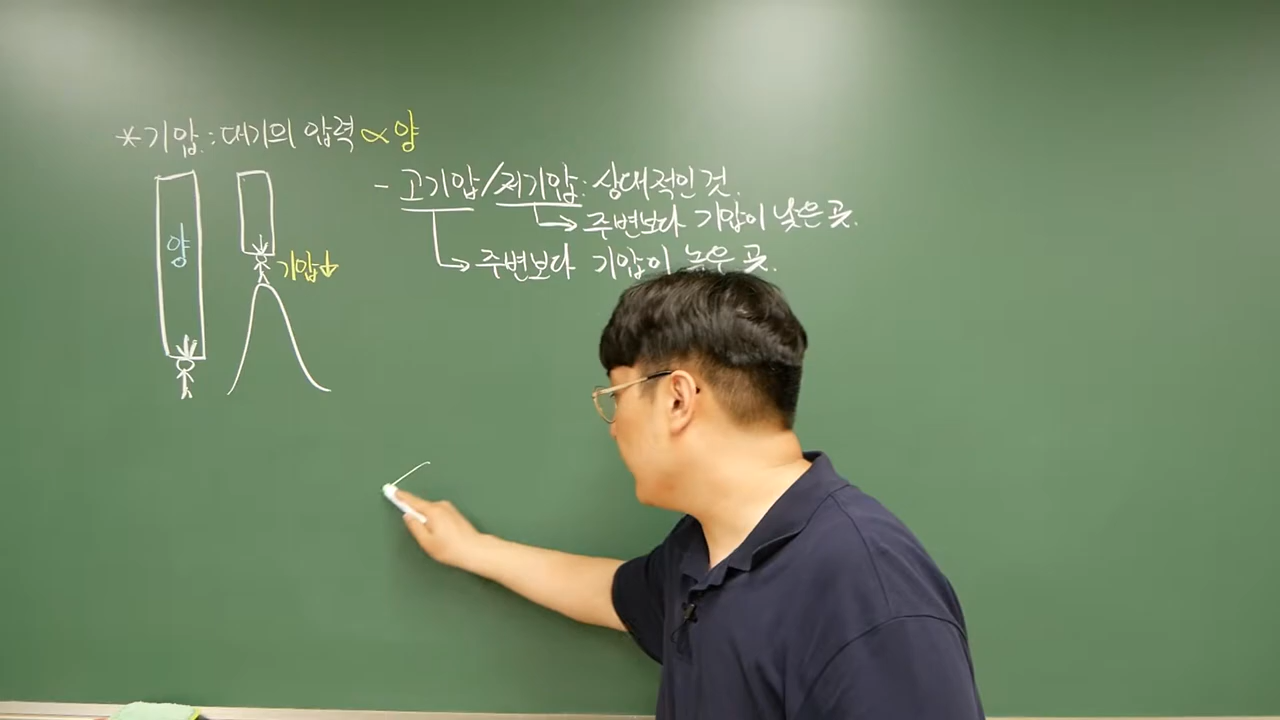 *기압:대기의 압력∝양
- 고기압/저기압: 상대적인 것.
→주변보다 기압이 낮은 곳.
→주변보다 기압이 높은 곳.
양
기압↓